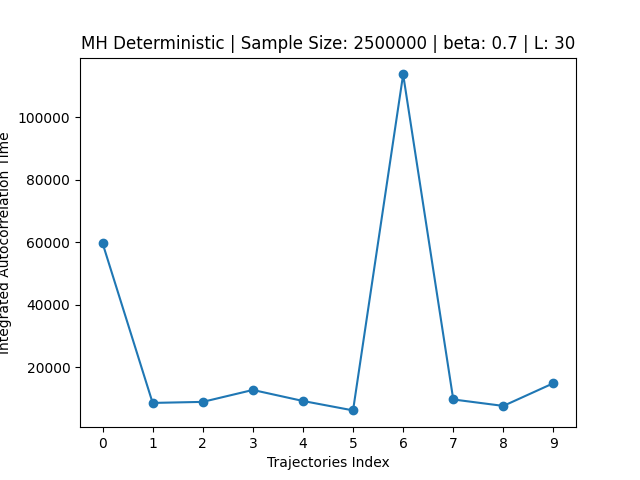 MH Deterministic | Sample Size: 2500000 | beta: 0.7 | L: 30
Integrated Autocorrelation Time
100000
80000
60000
40000
20000
0 1 2 3 4 5 6 7 8 9
Trajectories Index